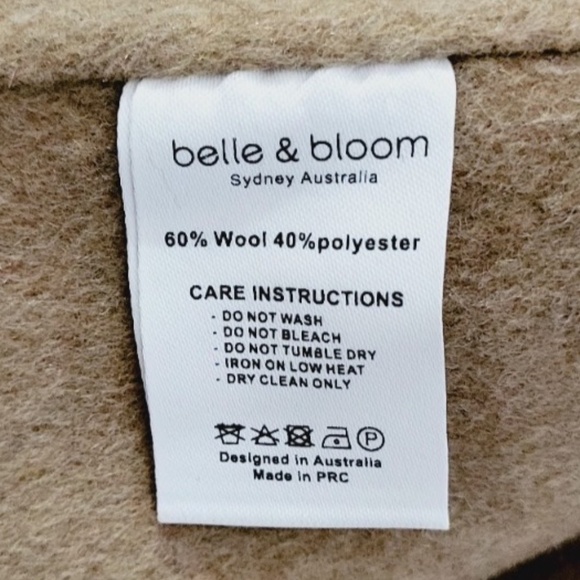 belle & bloom
Sydney Australia
60% Wool 40%polyester
CARE INSTRUCTIONS
- DO NOT WASH
- DO NOT BLEACH
- DO NOT TUMBLE DRY
- IRON ON LOW HEAT
- DRY CLEAN ONLY
P
Designed in Australia
Made in PRC